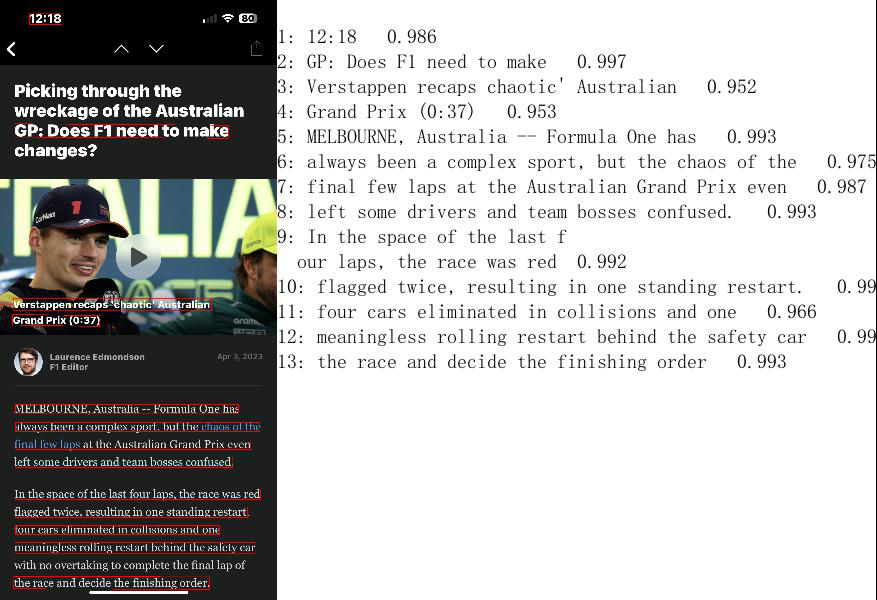 12:18
80
Picking through the
wreckage of the Australian
GP: Does F1 need to make
changes?
TRALIA
CarNext
1
aramco
Verstappen recaps 'chaotic' Australian
Grand Prix (0:37)
Laurence Edmondson
F1 Editor
Apr 3, 2023
MELBOURNE, Australia -- Formula One has
always been a complex sport, but the chaos of the
final few laps at the Australian Grand Prix even
left some drivers and team bosses confused.
In the space of the last four laps, the race was red
flagged twice, resulting in one standing restart,
four cars eliminated in collisions and one
meaningless rolling restart behind the safety car
with no overtaking to complete the final lap of
the race and decide the finishing order.
1: 12:18 0.986
2: GP: Does F1 need to make 0.997
3: Verstappen recaps chaotic' Australian 0.952
4: Grand Prix (0:37) 0.953
5: MELBOURNE, Australia -- Formula One has 0.993
6: always been a complex sport, but the chaos of the 0.975
7: final few laps at the Australian Grand Prix even 0.987
8: left some drivers and team bosses confused. 0.993
9: In the space of the last f
our laps, the race was red 0.992
10: flagged twice, resulting in one standing restart. 0.99
11: four cars eliminated in collisions and one 0.966
12: meaningless rolling restart behind the safety car 0.99
13: the race and decide the finishing order 0.993